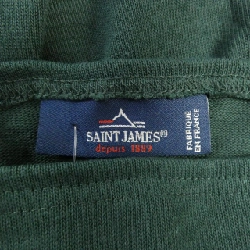 SAINT JAMES®
depuis 1889
FABRIQUÉ
EN FRANCE